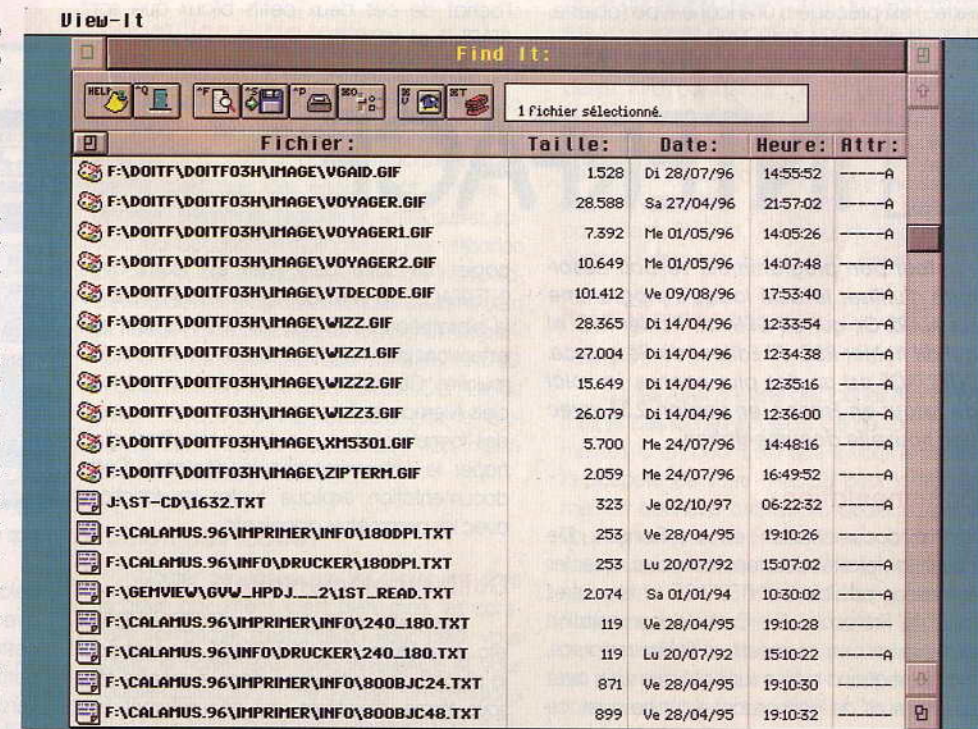 View-It
Find It:
HELP ^Q ^F ^S ^P ⌘O ⌘V ⌘T
1 fichier sélectionné.
Fichier: Taille: Date: Heure: Attr:
F:\DOITF\DOITF03H\IMAGE\VGAID.GIF 1.528 Di 28/07/96 14:55:52 -----A
F:\DOITF\DOITF03H\IMAGE\VOYAGER.GIF 28.588 Sa 27/04/96 21:57:02 -----A
F:\DOITF\DOITF03H\IMAGE\VOYAGER1.GIF 7.392 Me 01/05/96 14:05:26 -----A
F:\DOITF\DOITF03H\IMAGE\VOYAGER2.GIF 10.649 Me 01/05/96 14:07:48 -----A
F:\DOITF\DOITF03H\IMAGE\VTDECODE.GIF 101.412 Ve 09/08/96 17:53:40 -----A
F:\DOITF\DOITF03H\IMAGE\WIZZ.GIF 28.365 Di 14/04/96 12:33:54 -----A
F:\DOITF\DOITF03H\IMAGE\WIZZ1.GIF 27.004 Di 14/04/96 12:34:38 -----A
F:\DOITF\DOITF03H\IMAGE\WIZZ2.GIF 15.649 Di 14/04/96 12:35:16 -----A
F:\DOITF\DOITF03H\IMAGE\WIZZ3.GIF 26.079 Di 14/04/96 12:36:00 -----A
F:\DOITF\DOITF03H\IMAGE\XM5301.GIF 5.700 Me 24/07/96 14:48:16 -----A
F:\DOITF\DOITF03H\IMAGE\ZIPTERM.GIF 2.059 Me 24/07/96 16:49:52 -----A
J:\ST-CD\1632.TXT 323 Je 02/10/97 06:22:32 -----A
F:\CALAMUS.96\IMPRIMER\INFO\180DPI.TXT 253 Ve 28/04/95 19:10:26 -----A
F:\CALAMUS.96\INFO\DRUCKER\180DPI.TXT 253 Lu 20/07/92 15:07:02 -----A
F:\GEMVIEW\GVW_HPDJ___2\1ST_READ.TXT 2.074 Sa 01/01/94 10:30:02 -----A
F:\CALAMUS.96\IMPRIMER\INFO\240_180.TXT 119 Ve 28/04/95 19:10:28 -----A
F:\CALAMUS.96\INFO\DRUCKER\240_180.TXT 119 Lu 20/07/92 15:10:22 -----A
F:\CALAMUS.96\IMPRIMER\INFO\800BJC24.TXT 871 Ve 28/04/95 19:10:30 -----A
F:\CALAMUS.96\IMPRIMER\INFO\800BJC48.TXT 899 Ve 28/04/95 19:10:32 -----A